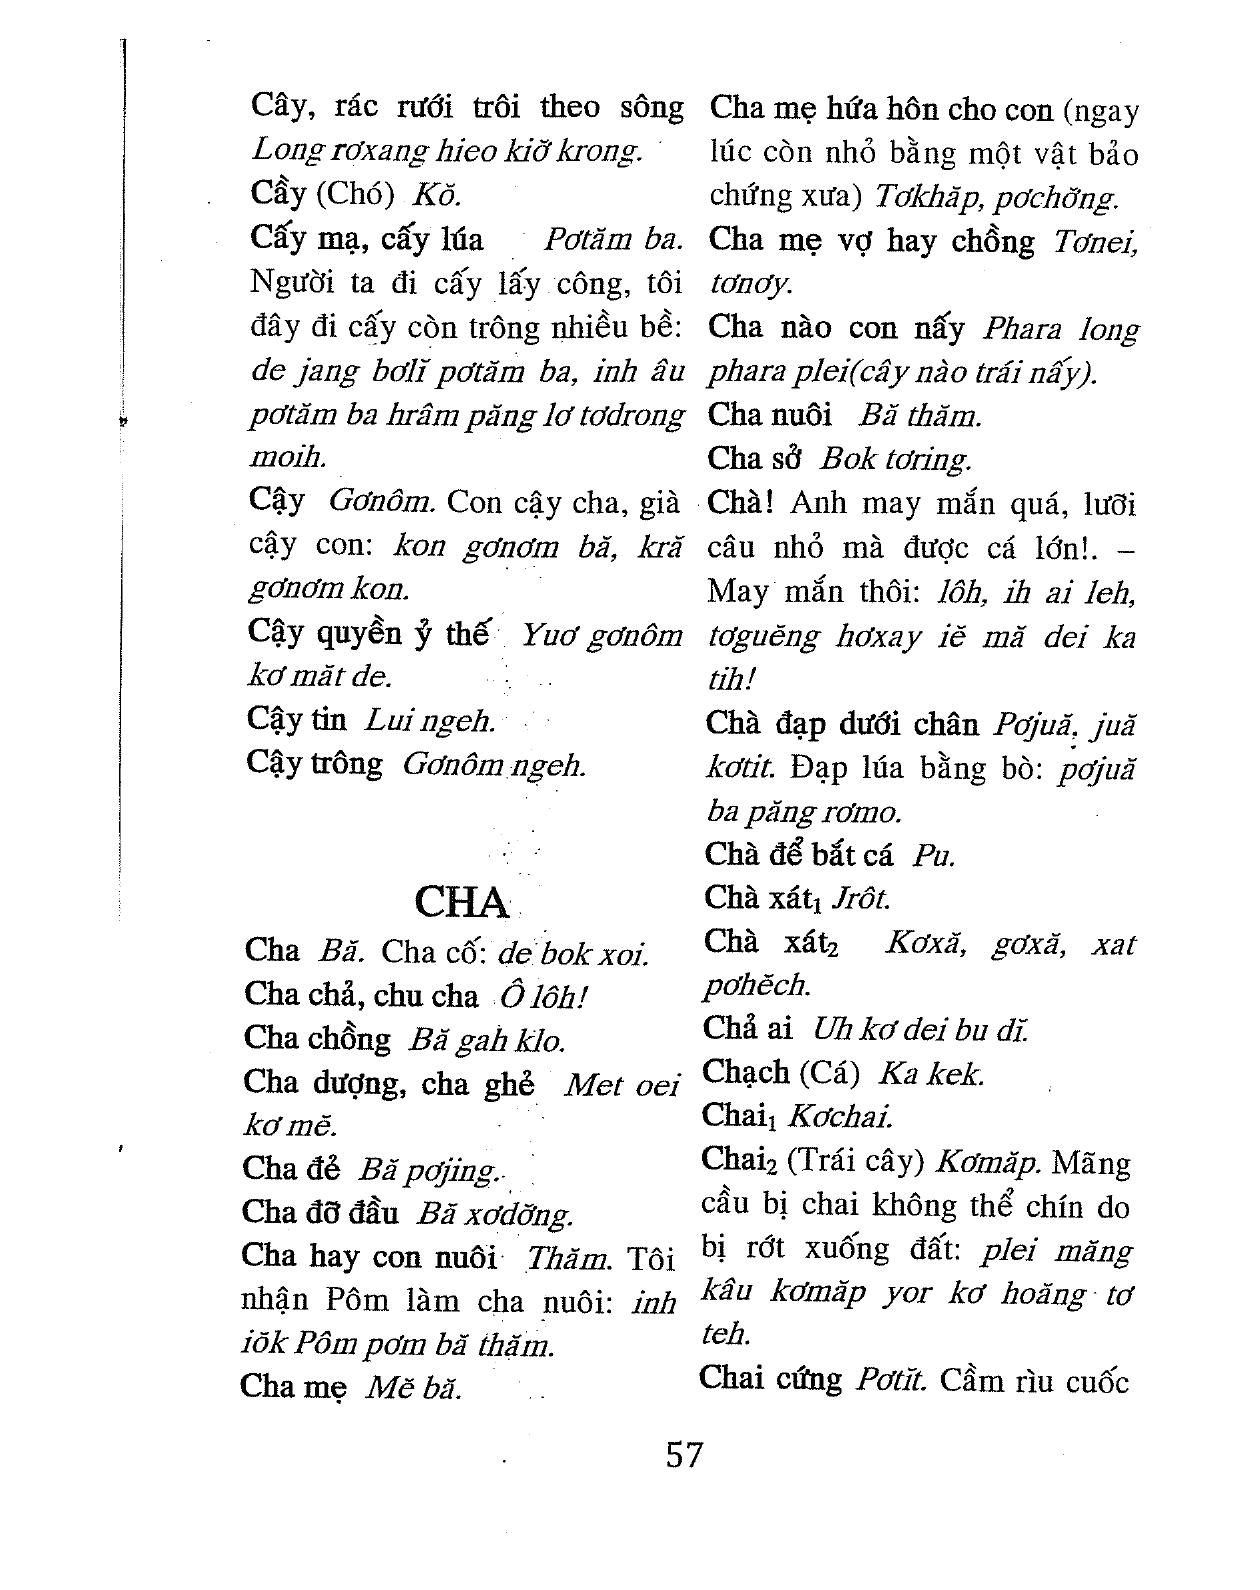 Cây, rác rưới trôi theo sông
Long rơxang hieo kiơ̆ krong.
Cầy (Chó) Kŏ.
Cấy mạ, cấy lúa Pơtăm ba.
Người ta đi cấy lấy công, tôi
đây đi cấy còn trông nhiều bề:
de jang bơlĭ pơtăm ba, inh âu
pơtăm ba hrâm păng lơ tơdrong
moih.
Cậy Gơnôm. Con cậy cha, già
cậy con: kon gơnơm bă, kră
gơnơm kon.
Cậy quyền ỷ thế Yuơ gơnôm
kơ măt de.
Cậy tin Lui ngeh.
Cậy trông Gơnôm ngeh.
CHA
Cha Bă. Cha cố: de bok xoi.
Cha chả, chu cha Ô lôh!
Cha chồng Bă gah klo.
Cha dượng, cha ghẻ Met oei
kơ mĕ.
Cha đẻ Bă pơjing.
Cha đỡ đầu Bă xơdơ̆ng.
Cha hay con nuôi Thăm. Tôi
nhận Pôm làm cha nuôi: inh
iŏk Pôm pơm bă thăm.
Cha mẹ Mĕ bă.
Cha mẹ hứa hôn cho con (ngay
lúc còn nhỏ bằng một vật bảo
chứng xưa) Tơkhăp, pơchơ̆ng.
Cha mẹ vợ hay chồng Tơnei,
tơnơy.
Cha nào con nấy Phara long
phara plei(cây nào trái nấy).
Cha nuôi Bă thăm.
Cha sở Bok tơring.
Chà! Anh may mắn quá, lưỡi
câu nhỏ mà được cá lớn!. –
May mắn thôi: lôh, ih ai leh,
tơguĕng hơxay iĕ mă dei ka
tih!
Chà đạp dưới chân Pơjuă, juă
kơtit. Đạp lúa bằng bò: pơjuă
ba păng rơmo.
Chà để bắt cá Pu.
Chà xát₁ Jrôt.
Chà xát₂ Kơxă, gơxă, xat
pơhĕch.
Chả ai Uh kơ dei bu dĭ.
Chạch (Cá) Ka kek.
Chai₁ Kơchai.
Chai₂ (Trái cây) Kơmăp. Mãng
cầu bị chai không thể chín do
bị rớt xuống đất: plei măng
kâu kơmăp yor kơ hoăng tơ
teh.
Chai cứng Pơtĭt. Cầm rìu cuốc
57